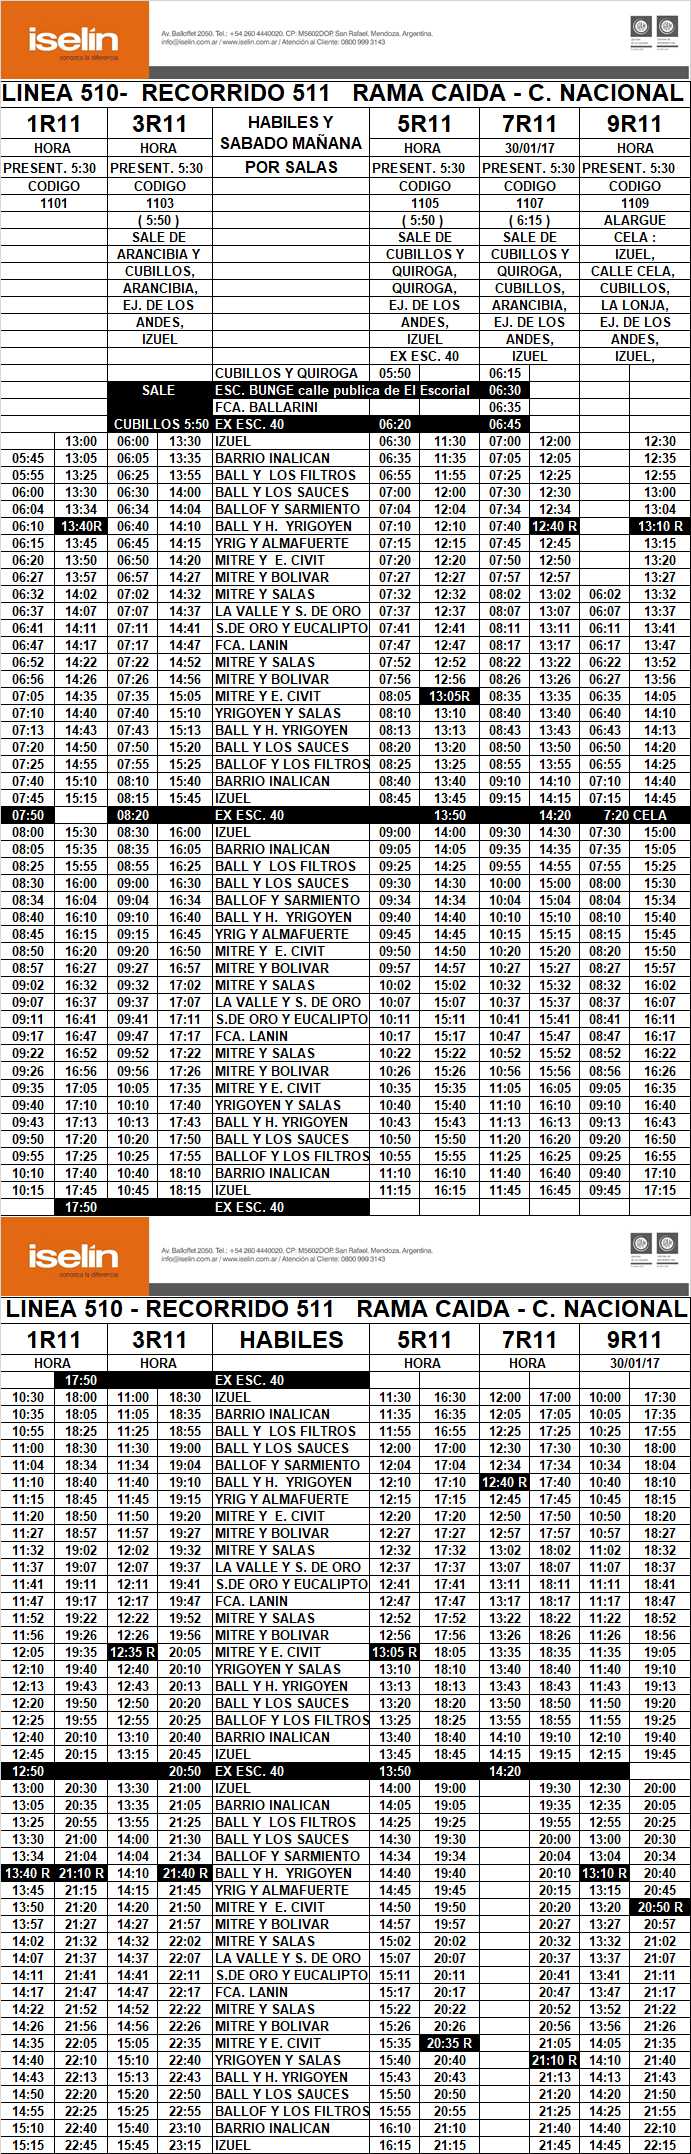 iselín
conozca la diferencia
Av. Balloffet 2050. Tel.: +54 260 4440020. CP: M5602DOP. San Rafael. Mendoza. Argentina.
info@iselin.com.ar / www.iselin.com.ar / Atención al Cliente: 0800 999 3143
LINEA 510- RECORRIDO 511 RAMA CAIDA - C. NACIONAL
1R11 3R11 HABILES Y SABADO MAÑANA 5R11 7R11 9R11
HORA HORA HORA 30/01/17 HORA
PRESENT. 5:30 PRESENT. 5:30 POR SALAS PRESENT. 5:30 PRESENT. 5:30 PRESENT. 5:30
CODIGO CODIGO CODIGO CODIGO CODIGO
1101 1103 1105 1107 1109
( 5:50 ) ( 5:50 ) ( 6:15 ) ALARGUE
SALE DE SALE DE SALE DE CELA :
ARANCIBIA Y CUBILLOS Y CUBILLOS Y IZUEL,
CUBILLOS, QUIROGA, QUIROGA, CALLE CELA,
ARANCIBIA, QUIROGA, CUBILLOS, CUBILLOS,
EJ. DE LOS EJ. DE LOS ARANCIBIA, LA LONJA,
ANDES, ANDES, EJ. DE LOS EJ. DE LOS
IZUEL IZUEL ANDES, ANDES,
EX ESC. 40 IZUEL IZUEL,
CUBILLOS Y QUIROGA 05:50 06:15
SALE ESC. BUNGE calle publica de El Escorial 06:30
FCA. BALLARINI 06:35
CUBILLOS 5:50 EX ESC. 40 06:20 06:45
13:00 06:00 13:30 IZUEL 06:30 11:30 07:00 12:00 12:30
05:45 13:05 06:05 13:35 BARRIO INALICAN 06:35 11:35 07:05 12:05 12:35
05:55 13:25 06:25 13:55 BALL Y LOS FILTROS 06:55 11:55 07:25 12:25 12:55
06:00 13:30 06:30 14:00 BALL Y LOS SAUCES 07:00 12:00 07:30 12:30 13:00
06:04 13:34 06:34 14:04 BALLOF Y SARMIENTO 07:04 12:04 07:34 12:34 13:04
06:10 13:40R 06:40 14:10 BALL Y H. YRIGOYEN 07:10 12:10 07:40 12:40 R 13:10 R
06:15 13:45 06:45 14:15 YRIG Y ALMAFUERTE 07:15 12:15 07:45 12:45 13:15
06:20 13:50 06:50 14:20 MITRE Y E. CIVIT 07:20 12:20 07:50 12:50 13:20
06:27 13:57 06:57 14:27 MITRE Y BOLIVAR 07:27 12:27 07:57 12:57 13:27
06:32 14:02 07:02 14:32 MITRE Y SALAS 07:32 12:32 08:02 13:02 06:02 13:32
06:37 14:07 07:07 14:37 LA VALLE Y S. DE ORO 07:37 12:37 08:07 13:07 06:07 13:37
06:41 14:11 07:11 14:41 S.DE ORO Y EUCALIPTO 07:41 12:41 08:11 13:11 06:11 13:41
06:47 14:17 07:17 14:47 FCA. LANIN 07:47 12:47 08:17 13:17 06:17 13:47
06:52 14:22 07:22 14:52 MITRE Y SALAS 07:52 12:52 08:22 13:22 06:22 13:52
06:56 14:26 07:26 14:56 MITRE Y BOLIVAR 07:56 12:56 08:26 13:26 06:27 13:56
07:05 14:35 07:35 15:05 MITRE Y E. CIVIT 08:05 13:05R 08:35 13:35 06:35 14:05
07:10 14:40 07:40 15:10 YRIGOYEN Y SALAS 08:10 13:10 08:40 13:40 06:40 14:10
07:13 14:43 07:43 15:13 BALL Y H. YRIGOYEN 08:13 13:13 08:43 13:43 06:43 14:13
07:20 14:50 07:50 15:20 BALL Y LOS SAUCES 08:20 13:20 08:50 13:50 06:50 14:20
07:25 14:55 07:55 15:25 BALLOF Y LOS FILTROS 08:25 13:25 08:55 13:55 06:55 14:25
07:40 15:10 08:10 15:40 BARRIO INALICAN 08:40 13:40 09:10 14:10 07:10 14:40
07:45 15:15 08:15 15:45 IZUEL 08:45 13:45 09:15 14:15 07:15 14:45
07:50 08:20 EX ESC. 40 13:50 14:20 7:20 CELA
08:00 15:30 08:30 16:00 IZUEL 09:00 14:00 09:30 14:30 07:30 15:00
08:05 15:35 08:35 16:05 BARRIO INALICAN 09:05 14:05 09:35 14:35 07:35 15:05
08:25 15:55 08:55 16:25 BALL Y LOS FILTROS 09:25 14:25 09:55 14:55 07:55 15:25
08:30 16:00 09:00 16:30 BALL Y LOS SAUCES 09:30 14:30 10:00 15:00 08:00 15:30
08:34 16:04 09:04 16:34 BALLOF Y SARMIENTO 09:34 14:34 10:04 15:04 08:04 15:34
08:40 16:10 09:10 16:40 BALL Y H. YRIGOYEN 09:40 14:40 10:10 15:10 08:10 15:40
08:45 16:15 09:15 16:45 YRIG Y ALMAFUERTE 09:45 14:45 10:15 15:15 08:15 15:45
08:50 16:20 09:20 16:50 MITRE Y E. CIVIT 09:50 14:50 10:20 15:20 08:20 15:50
08:57 16:27 09:27 16:57 MITRE Y BOLIVAR 09:57 14:57 10:27 15:27 08:27 15:57
09:02 16:32 09:32 17:02 MITRE Y SALAS 10:02 15:02 10:32 15:32 08:32 16:02
09:07 16:37 09:37 17:07 LA VALLE Y S. DE ORO 10:07 15:07 10:37 15:37 08:37 16:07
09:11 16:41 09:41 17:11 S.DE ORO Y EUCALIPTO 10:11 15:11 10:41 15:41 08:41 16:11
09:17 16:47 09:47 17:17 FCA. LANIN 10:17 15:17 10:47 15:47 08:47 16:17
09:22 16:52 09:52 17:22 MITRE Y SALAS 10:22 15:22 10:52 15:52 08:52 16:22
09:26 16:56 09:56 17:26 MITRE Y BOLIVAR 10:26 15:26 10:56 15:56 08:56 16:26
09:35 17:05 10:05 17:35 MITRE Y E. CIVIT 10:35 15:35 11:05 16:05 09:05 16:35
09:40 17:10 10:10 17:40 YRIGOYEN Y SALAS 10:40 15:40 11:10 16:10 09:10 16:40
09:43 17:13 10:13 17:43 BALL Y H. YRIGOYEN 10:43 15:43 11:13 16:13 09:13 16:43
09:50 17:20 10:20 17:50 BALL Y LOS SAUCES 10:50 15:50 11:20 16:20 09:20 16:50
09:55 17:25 10:25 17:55 BALLOF Y LOS FILTROS 10:55 15:55 11:25 16:25 09:25 16:55
10:10 17:40 10:40 18:10 BARRIO INALICAN 11:10 16:10 11:40 16:40 09:40 17:10
10:15 17:45 10:45 18:15 IZUEL 11:15 16:15 11:45 16:45 09:45 17:15
17:50 EX ESC. 40
iselín
conozca la diferencia
Av. Balloffet 2050. Tel.: +54 260 4440020. CP: M5602DOP. San Rafael. Mendoza. Argentina.
info@iselin.com.ar / www.iselin.com.ar / Atención al Cliente: 0800 999 3143
LINEA 510 - RECORRIDO 511 RAMA CAIDA - C. NACIONAL
1R11 3R11 HABILES 5R11 7R11 9R11
HORA HORA HORA HORA 30/01/17
17:50 EX ESC. 40
10:30 18:00 11:00 18:30 IZUEL 11:30 16:30 12:00 17:00 10:00 17:30
10:35 18:05 11:05 18:35 BARRIO INALICAN 11:35 16:35 12:05 17:05 10:05 17:35
10:55 18:25 11:25 18:55 BALL Y LOS FILTROS 11:55 16:55 12:25 17:25 10:25 17:55
11:00 18:30 11:30 19:00 BALL Y LOS SAUCES 12:00 17:00 12:30 17:30 10:30 18:00
11:04 18:34 11:34 19:04 BALLOF Y SARMIENTO 12:04 17:04 12:34 17:34 10:34 18:04
11:10 18:40 11:40 19:10 BALL Y H. YRIGOYEN 12:10 17:10 12:40 R 17:40 10:40 18:10
11:15 18:45 11:45 19:15 YRIG Y ALMAFUERTE 12:15 17:15 12:45 17:45 10:45 18:15
11:20 18:50 11:50 19:20 MITRE Y E. CIVIT 12:20 17:20 12:50 17:50 10:50 18:20
11:27 18:57 11:57 19:27 MITRE Y BOLIVAR 12:27 17:27 12:57 17:57 10:57 18:27
11:32 19:02 12:02 19:32 MITRE Y SALAS 12:32 17:32 13:02 18:02 11:02 18:32
11:37 19:07 12:07 19:37 LA VALLE Y S. DE ORO 12:37 17:37 13:07 18:07 11:07 18:37
11:41 19:11 12:11 19:41 S.DE ORO Y EUCALIPTO 12:41 17:41 13:11 18:11 11:11 18:41
11:47 19:17 12:17 19:47 FCA. LANIN 12:47 17:47 13:17 18:17 11:17 18:47
11:52 19:22 12:22 19:52 MITRE Y SALAS 12:52 17:52 13:22 18:22 11:22 18:52
11:56 19:26 12:26 19:56 MITRE Y BOLIVAR 12:56 17:56 13:26 18:26 11:26 18:56
12:05 19:35 12:35 R 20:05 MITRE Y E. CIVIT 13:05 R 18:05 13:35 18:35 11:35 19:05
12:10 19:40 12:40 20:10 YRIGOYEN Y SALAS 13:10 18:10 13:40 18:40 11:40 19:10
12:13 19:43 12:43 20:13 BALL Y H. YRIGOYEN 13:13 18:13 13:43 18:43 11:43 19:13
12:20 19:50 12:50 20:20 BALL Y LOS SAUCES 13:20 18:20 13:50 18:50 11:50 19:20
12:25 19:55 12:55 20:25 BALLOF Y LOS FILTROS 13:25 18:25 13:55 18:55 11:55 19:25
12:40 20:10 13:10 20:40 BARRIO INALICAN 13:40 18:40 14:10 19:10 12:10 19:40
12:45 20:15 13:15 20:45 IZUEL 13:45 18:45 14:15 19:15 12:15 19:45
12:50 20:50 EX ESC. 40 13:50 14:20
13:00 20:30 13:30 21:00 IZUEL 14:00 19:00 19:30 12:30 20:00
13:05 20:35 13:35 21:05 BARRIO INALICAN 14:05 19:05 19:35 12:35 20:05
13:25 20:55 13:55 21:25 BALL Y LOS FILTROS 14:25 19:25 19:55 12:55 20:25
13:30 21:00 14:00 21:30 BALL Y LOS SAUCES 14:30 19:30 20:00 13:00 20:30
13:34 21:04 14:04 21:34 BALLOF Y SARMIENTO 14:34 19:34 20:04 13:04 20:34
13:40 R 21:10 R 14:10 21:40 R BALL Y H. YRIGOYEN 14:40 19:40 20:10 13:10 R 20:40
13:45 21:15 14:15 21:45 YRIG Y ALMAFUERTE 14:45 19:45 20:15 13:15 20:45
13:50 21:20 14:20 21:50 MITRE Y E. CIVIT 14:50 19:50 20:20 13:20 20:50 R
13:57 21:27 14:27 21:57 MITRE Y BOLIVAR 14:57 19:57 20:27 13:27 20:57
14:02 21:32 14:32 22:02 MITRE Y SALAS 15:02 20:02 20:32 13:32 21:02
14:07 21:37 14:37 22:07 LA VALLE Y S. DE ORO 15:07 20:07 20:37 13:37 21:07
14:11 21:41 14:41 22:11 S.DE ORO Y EUCALIPTO 15:11 20:11 20:41 13:41 21:11
14:17 21:47 14:47 22:17 FCA. LANIN 15:17 20:17 20:47 13:47 21:17
14:22 21:52 14:52 22:22 MITRE Y SALAS 15:22 20:22 20:52 13:52 21:22
14:26 21:56 14:56 22:26 MITRE Y BOLIVAR 15:26 20:26 20:56 13:56 21:26
14:35 22:05 15:05 22:35 MITRE Y E. CIVIT 15:35 20:35 R 21:05 14:05 21:35
14:40 22:10 15:10 22:40 YRIGOYEN Y SALAS 15:40 20:40 21:10 R 14:10 21:40
14:43 22:13 15:13 22:43 BALL Y H. YRIGOYEN 15:43 20:43 21:13 14:13 21:43
14:50 22:20 15:20 22:50 BALL Y LOS SAUCES 15:50 20:50 21:20 14:20 21:50
14:55 22:25 15:25 22:55 BALLOF Y LOS FILTROS 15:55 20:55 21:25 14:25 21:55
15:10 22:40 15:40 23:10 BARRIO INALICAN 16:10 21:10 21:40 14:40 22:10
15:15 22:45 15:45 23:15 IZUEL 16:15 21:15 21:45 14:45 22:15